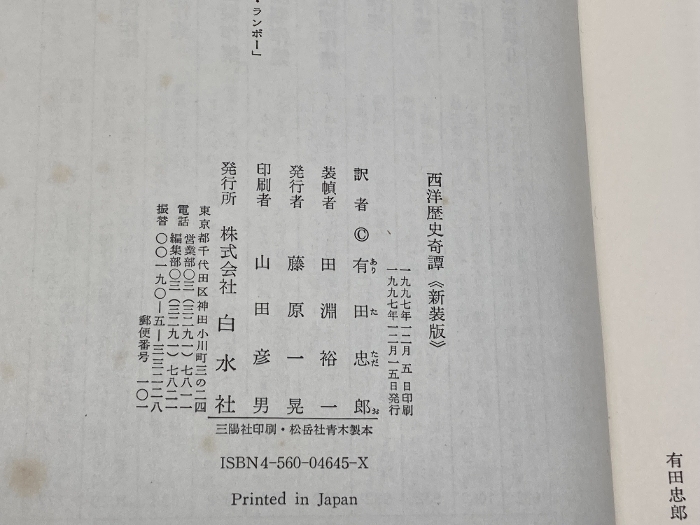 ・ランボー」
西洋歴史奇譚《新装版》
一九九七年一二月 五 日印刷
一九九七年一二月一五日発行
訳者 © 有田忠郎
ありたただお
装幀者 田淵裕一
発行者 藤原一晃
印刷者 山田彦男
発行所 株式会社 白水社
東京都千代田区神田小川町三の二四
電話 営業部〇三(三二九一)七八一一
編集部〇三(三二九一)七八二一
振替 〇〇一九〇―五―三三二二八
郵便番号 一〇一
三陽社印刷・松岳社青木製本
ISBN4-560-04645-X
Printed in Japan
有田忠郎